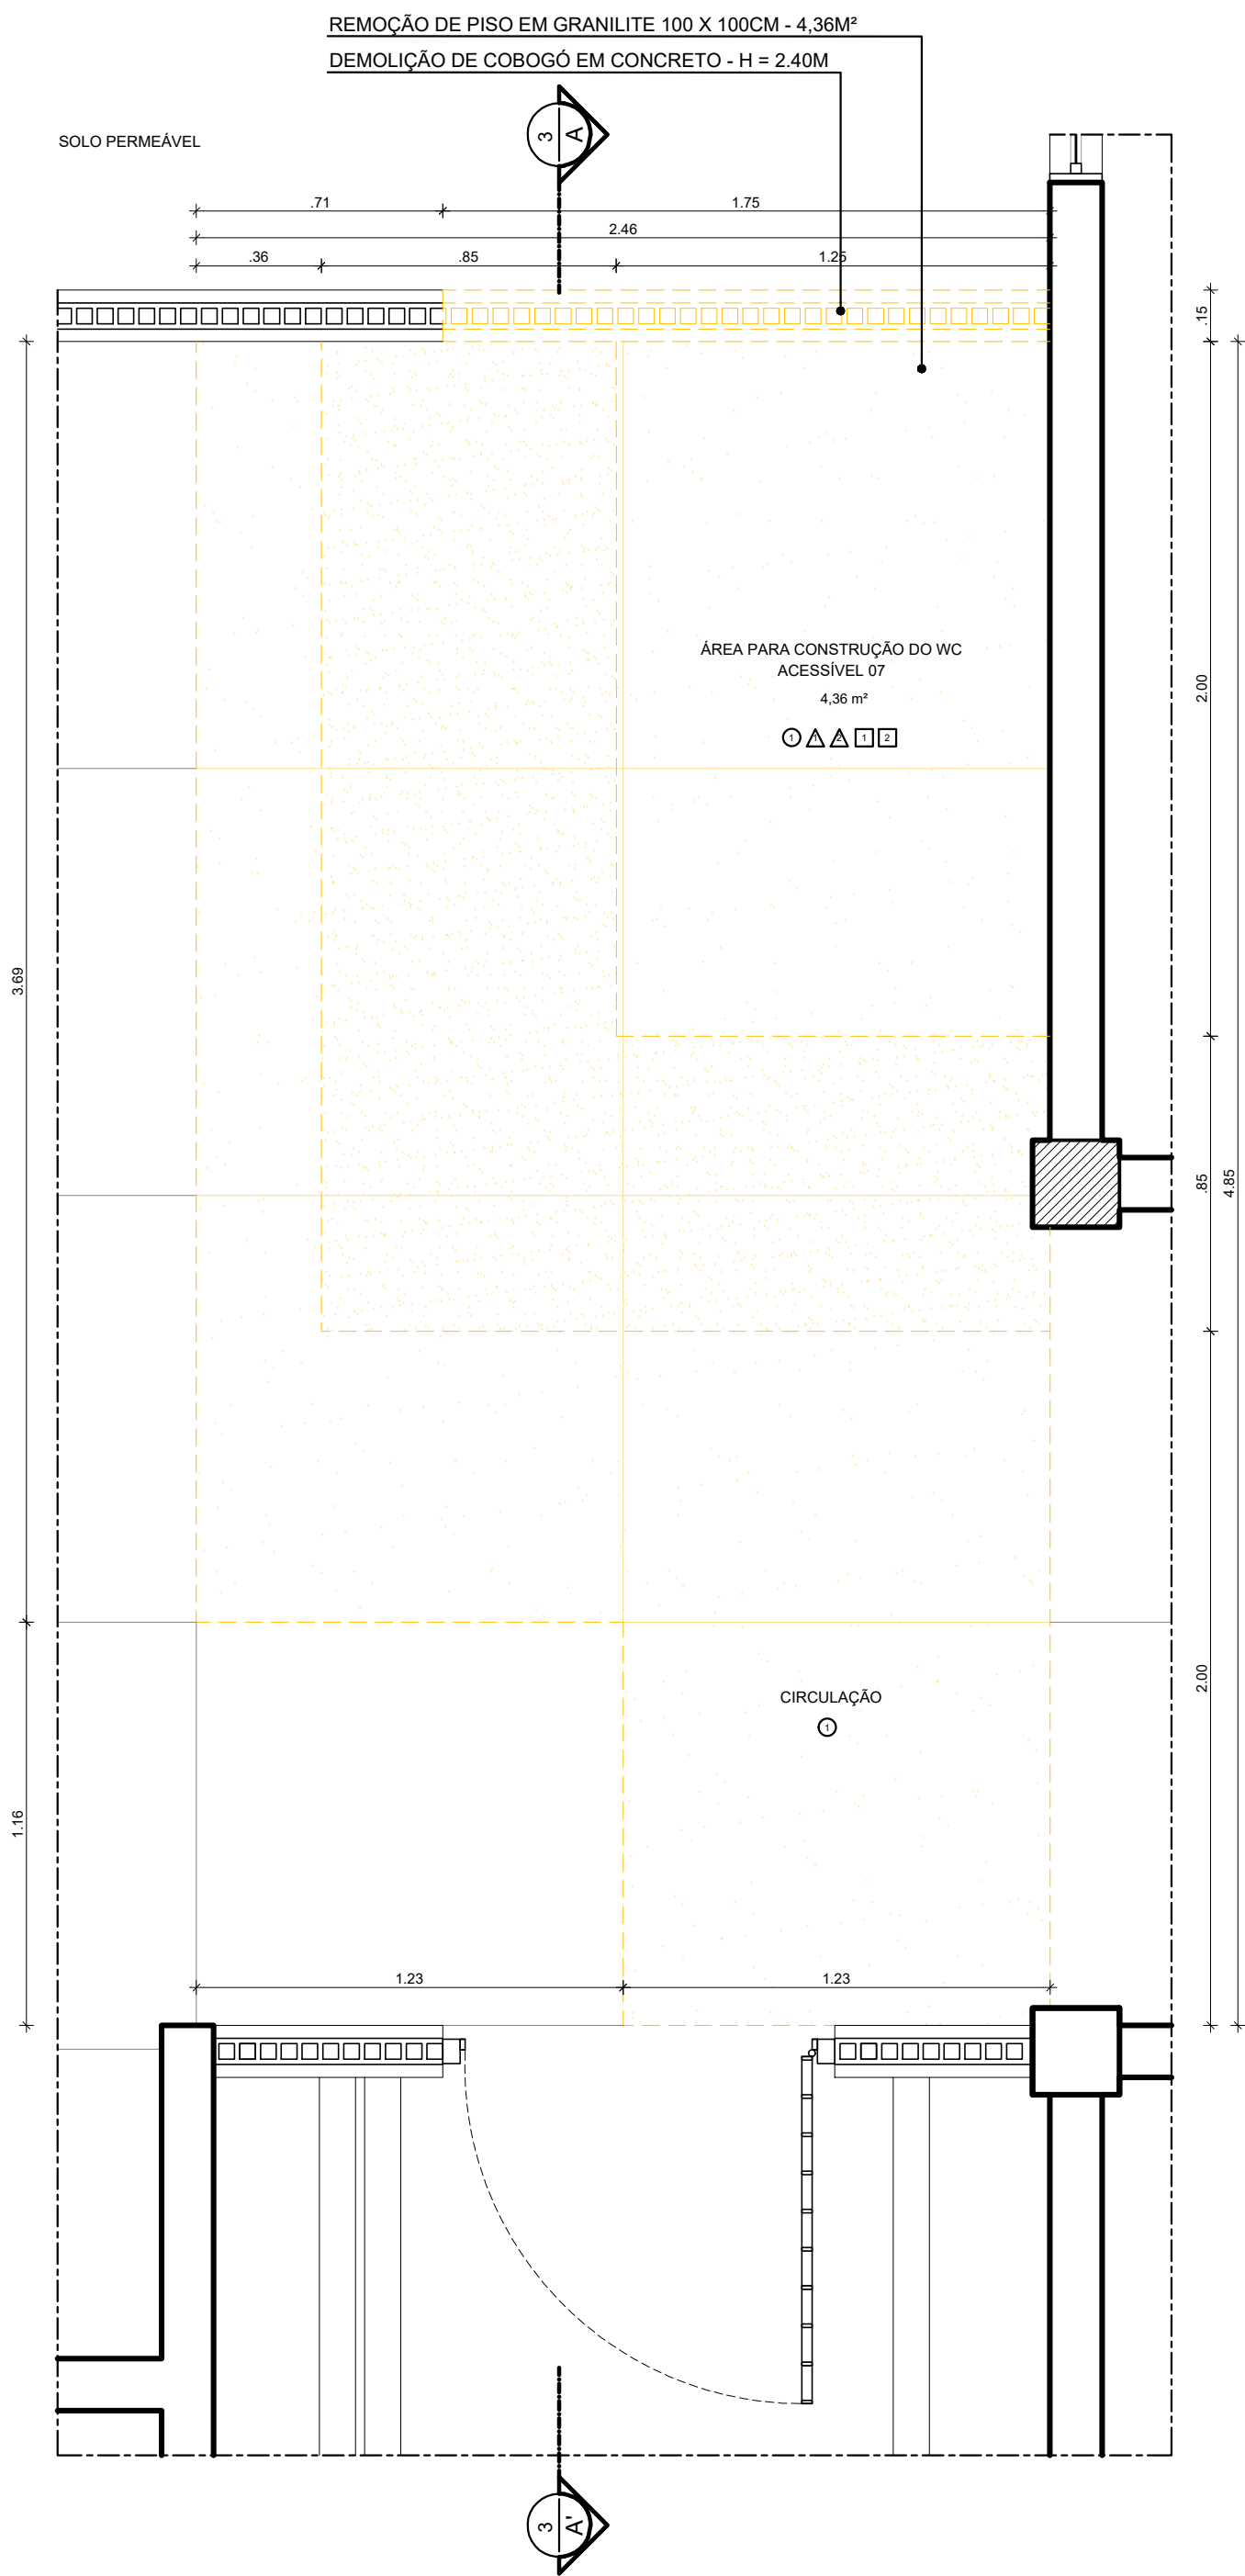 REMOÇÃO DE PISO EM GRANILITE 100 X 100CM - 4,36M²
DEMOLIÇÃO DE COBOGÓ EM CONCRETO - H = 2.40M
3
A
SOLO PERMEÁVEL
.71
1.75
2.46
.36
.85
1.25
.15
ÁREA PARA CONSTRUÇÃO DO WC
ACESSÍVEL 07
4,36 m²
1 1 2 1 2
2.00
3.69
.85
4.85
2.00
CIRCULAÇÃO
1
1.16
1.23
1.23
3
A'